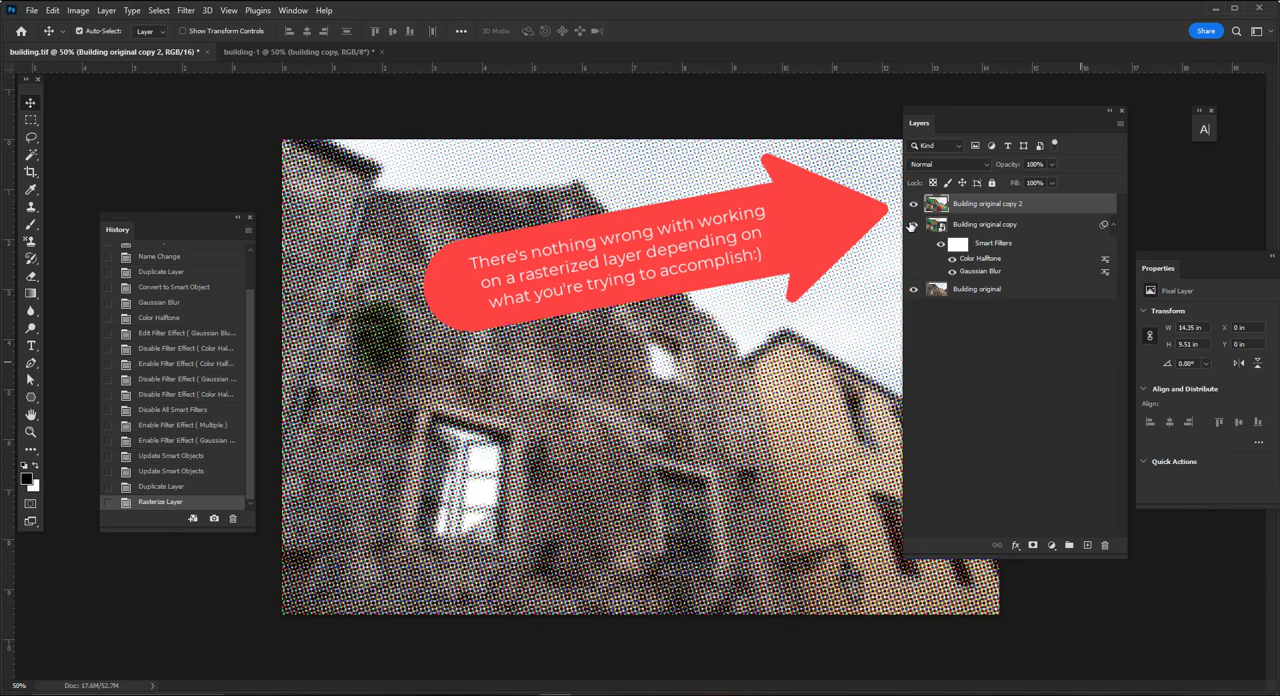 Ps File Edit Image Layer Type Select Filter 3D View Plugins Window Help
Auto-Select: Layer Show Transform Controls 3D Mode: Share
building.tif @ 50% (Building original copy 2, RGB/16) * building-1 @ 50% (building copy, RGB/8*) *
History
Name Change
Duplicate Layer
Convert to Smart Object
Gaussian Blur
Color Halftone
Edit Filter Effect ( Gaussian Blu...
Disable Filter Effect ( Color Hal...
Enable Filter Effect ( Color Hal...
Disable Filter Effect ( Gaussian ...
Disable Filter Effect ( Color Hal...
Disable All Smart Filters
Enable Filter Effect ( Multiple )
Enable Filter Effect ( Gaussian ...
Update Smart Objects
Update Smart Objects
Duplicate Layer
Rasterize Layer
There's nothing wrong with working
on a rasterized layer depending on
what you're trying to accomplish:)
Layers
Kind
Normal Opacity: 100%
Lock: Fill: 100%
Building original copy 2
Building original copy
Smart Filters
Color Halftone
Gaussian Blur
Building original
fx
A
Properties
Pixel Layer
Transform
W 14.35 in X 0 in
H 9.51 in Y 0 in
0.00°
Align and Distribute
Align:
Quick Actions
50% Doc: 17.6M/52.7M